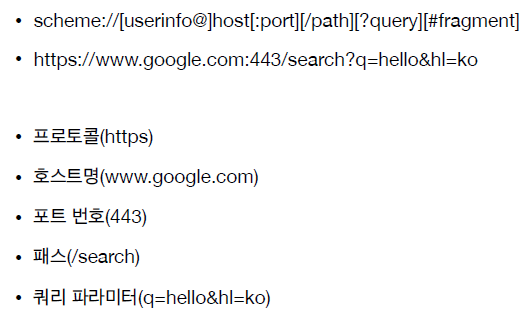 • scheme://[userinfo@]host[:port][/path][?query][#fragment]
• https://www.google.com:443/search?q=hello&hl=ko
• 프로토콜(https)
• 호스트명(www.google.com)
• 포트 번호(443)
• 패스(/search)
• 쿼리 파라미터(q=hello&hl=ko)